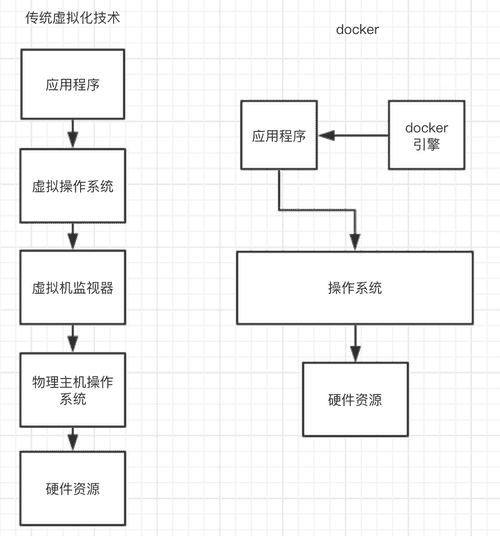 传统虚拟化技术
应用程序
虚拟操作系统
虚拟机监视器
物理主机操作
系统
硬件资源
docker
应用程序
docker
引擎
操作系统
硬件资源